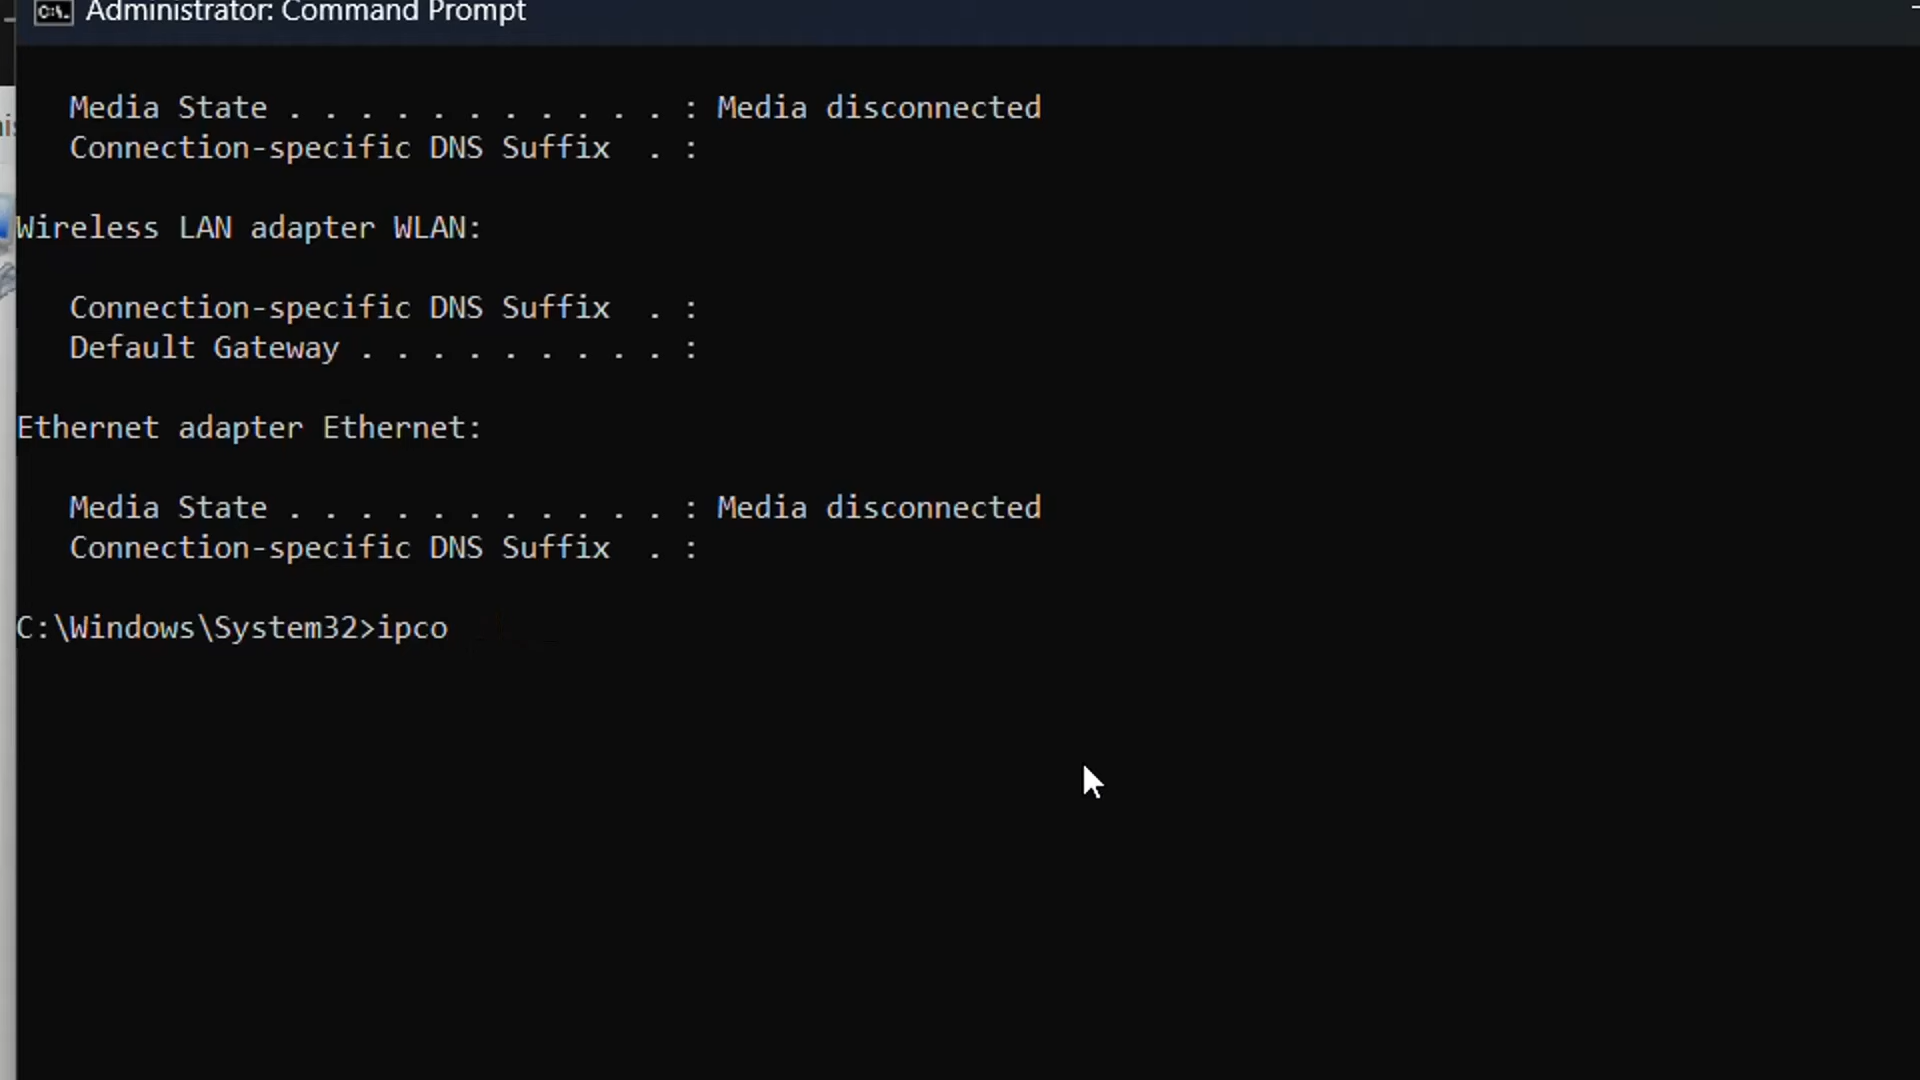 Administrator: Command Prompt
Media State . . . . . . . . . . . : Media disconnected
Connection-specific DNS Suffix  . :
Wireless LAN adapter WLAN:
Connection-specific DNS Suffix  . :
Default Gateway . . . . . . . . . :
Ethernet adapter Ethernet:
Media State . . . . . . . . . . . : Media disconnected
Connection-specific DNS Suffix  . :
C:\Windows\System32>ipco